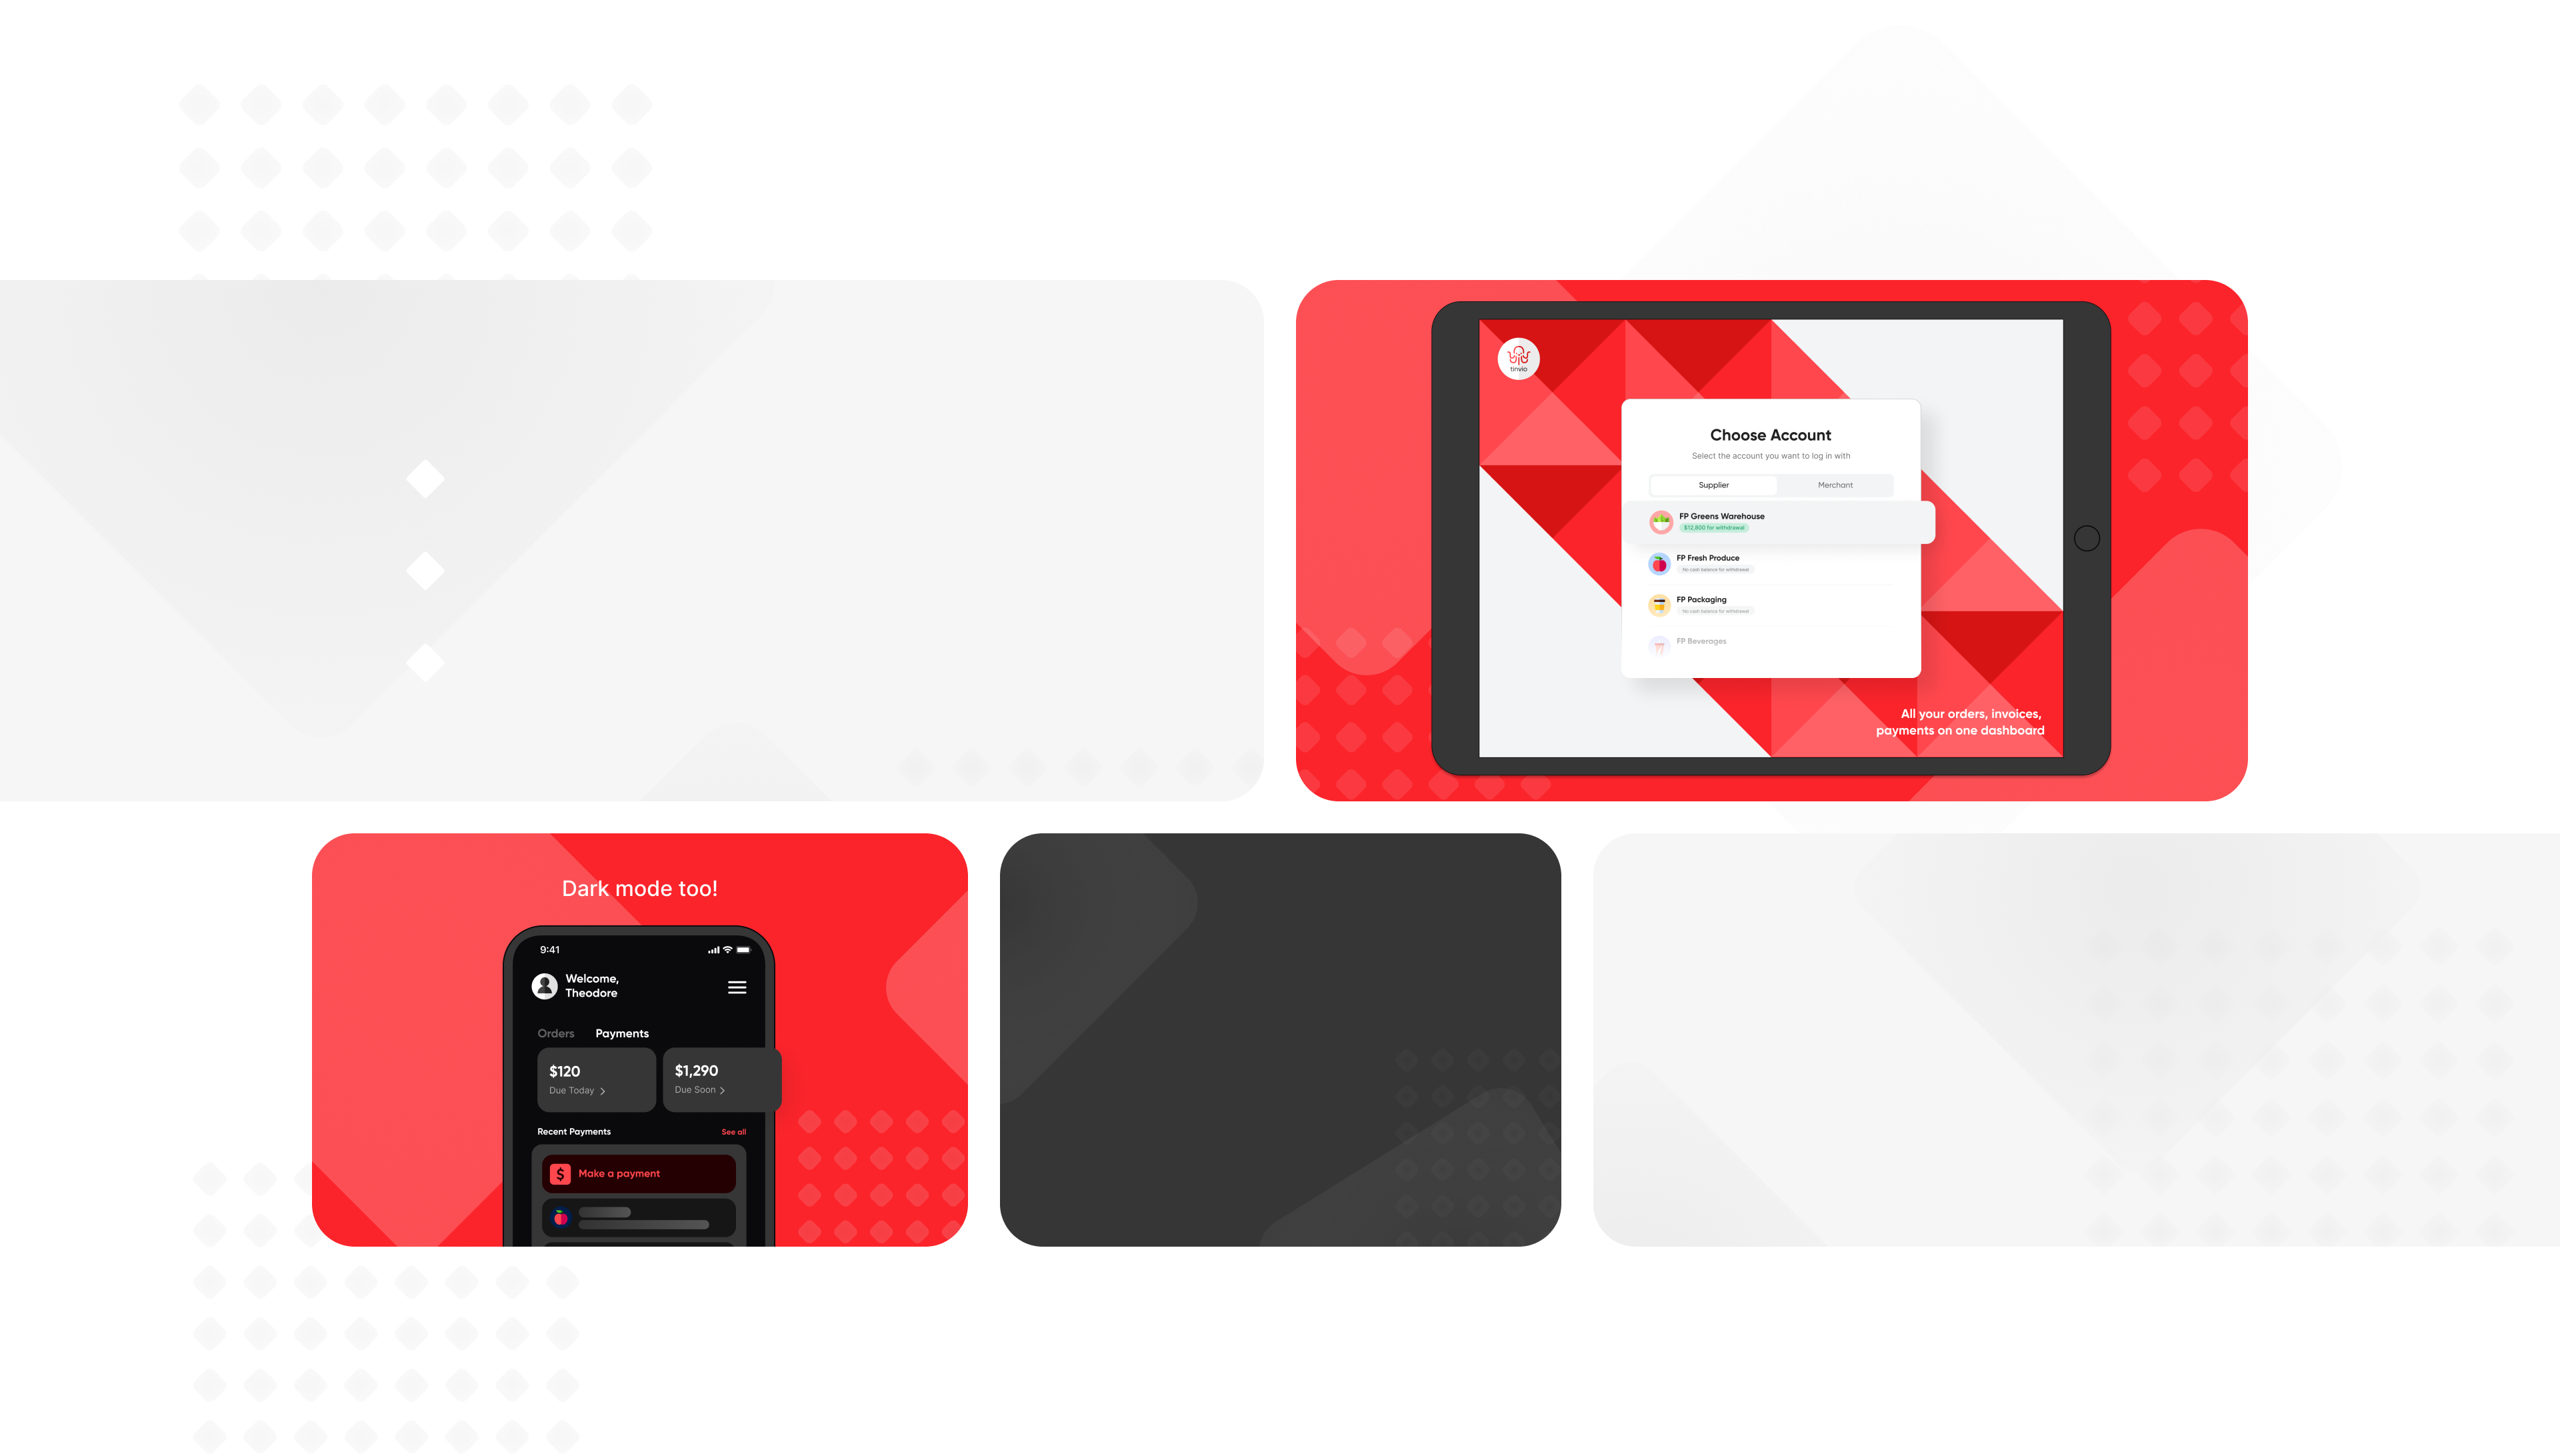 tinvio
Choose Account
Select the account you want to log in with
Supplier
Merchant
FP Greens Warehouse
$12,800 for withdrawal
FP Fresh Produce
No cash balance for withdrawal
FP Packaging
No cash balance for withdrawal
FP Beverages
All your orders, invoices,
payments on one dashboard
Dark mode too!
9:41
Welcome,
Theodore
Orders
Payments
$120
Due Today
$1,290
Due Soon
Recent Payments
See all
$
Make a payment